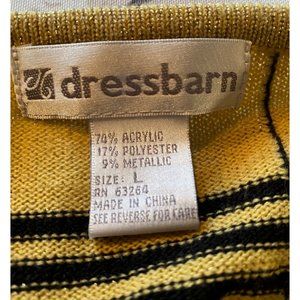 dressbarn
74% ACRYLIC
17% POLYESTER
9% METALLIC
SIZE: L
RN 63264
MADE IN CHINA
SEE REVERSE FOR CARE